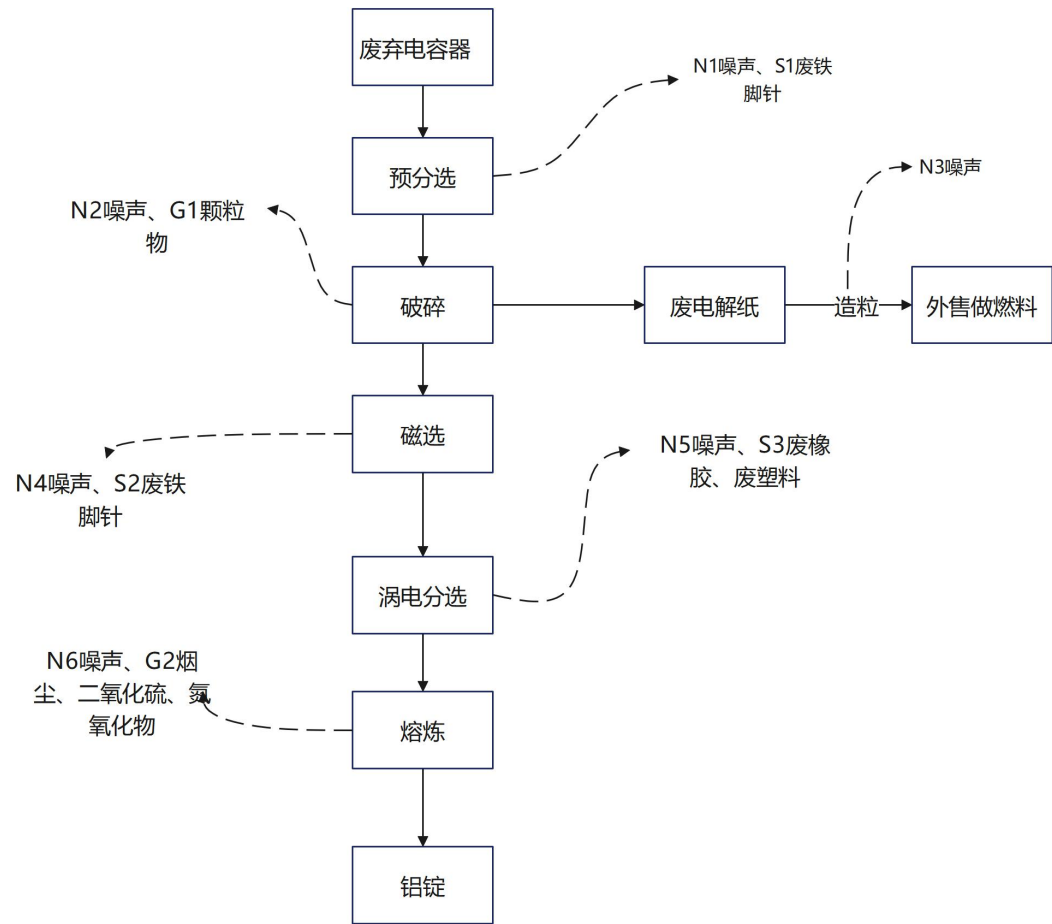 废弃电容器
N1噪声、S1废铁
脚针
预分选
N3噪声
N2噪声、G1颗粒
物
破碎
废电解纸
造粒
外售做燃料
磁选
N4噪声、S2废铁
脚针
N5噪声、S3废橡
胶、废塑料
涡电分选
N6噪声、G2烟
尘、二氧化硫、氮
氧化物
熔炼
铝锭